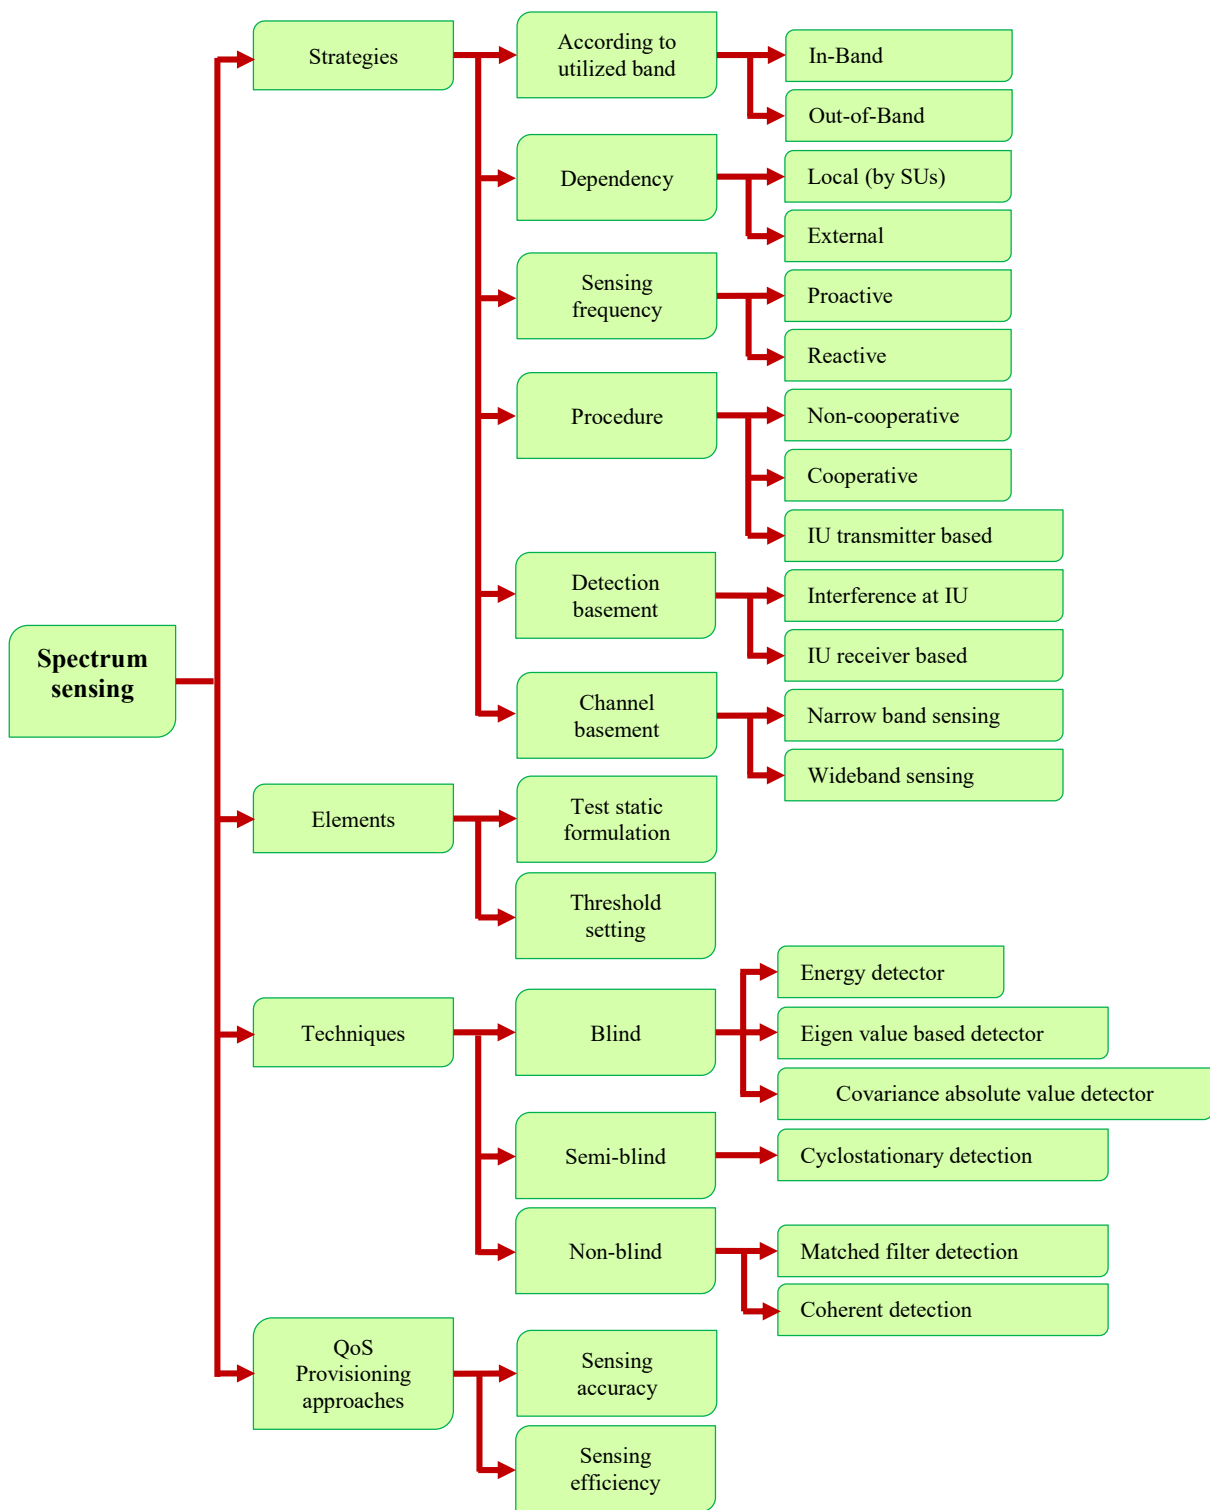 Spectrum
sensing
Strategies
According to
utilized band
In-Band
Out-of-Band
Dependency
Local (by SUs)
External
Sensing
frequency
Proactive
Reactive
Procedure
Non-cooperative
Cooperative
IU transmitter based
Detection
basement
Interference at IU
IU receiver based
Channel
basement
Narrow band sensing
Wideband sensing
Elements
Test static
formulation
Threshold
setting
Techniques
Blind
Energy detector
Eigen value based detector
Covariance absolute value detector
Semi-blind
Cyclostationary detection
Non-blind
Matched filter detection
Coherent detection
QoS
Provisioning
approaches
Sensing
accuracy
Sensing
efficiency